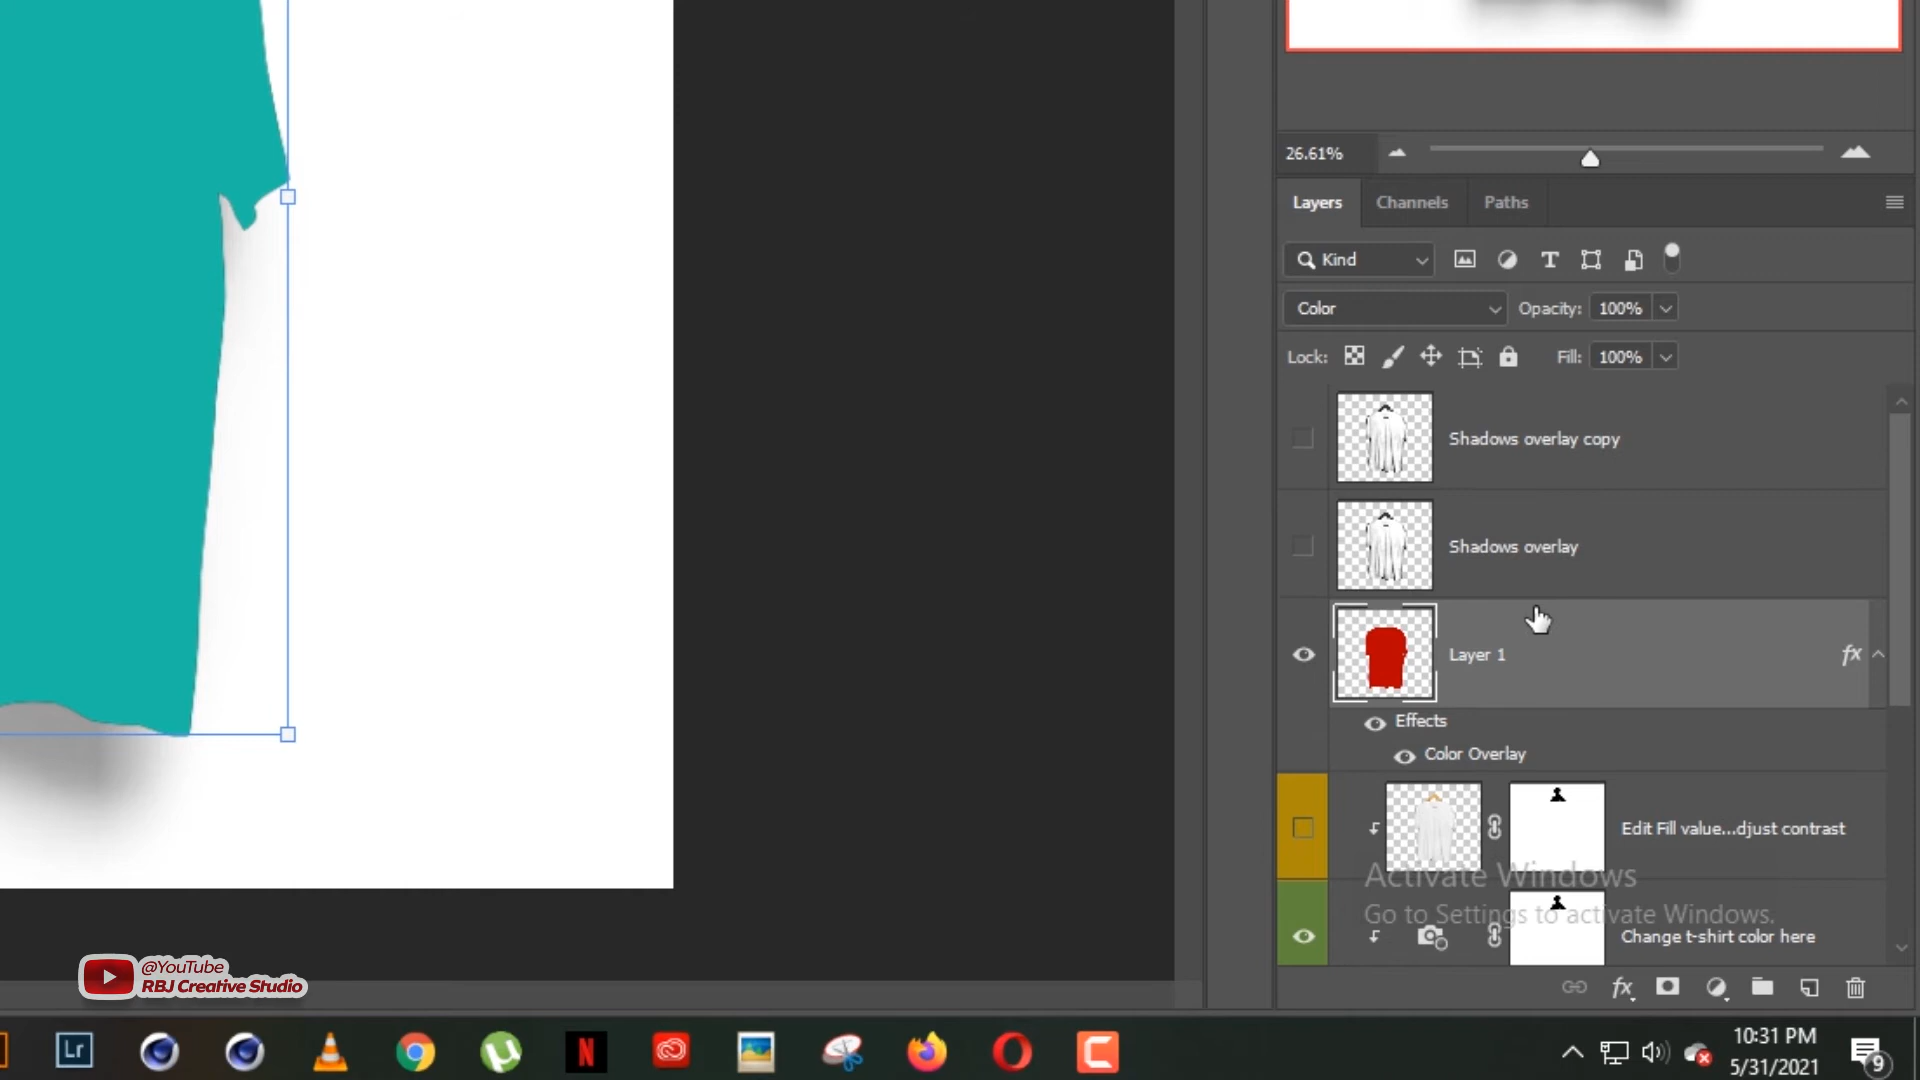 26.61%
Layers
Channels
Paths
Kind
T
Color
Opacity: 100%
Lock:
Fill: 100%
Shadows overlay copy
Shadows overlay
Layer 1
fx
Effects
Color Overlay
Edit Fill value...djust contrast
Activate Windows
Go to Settings to activate Windows.
Change t-shirt color here
fx
@YouTube
RBJ Creative Studio
Lr
N
10:31 PM
5/31/2021
9